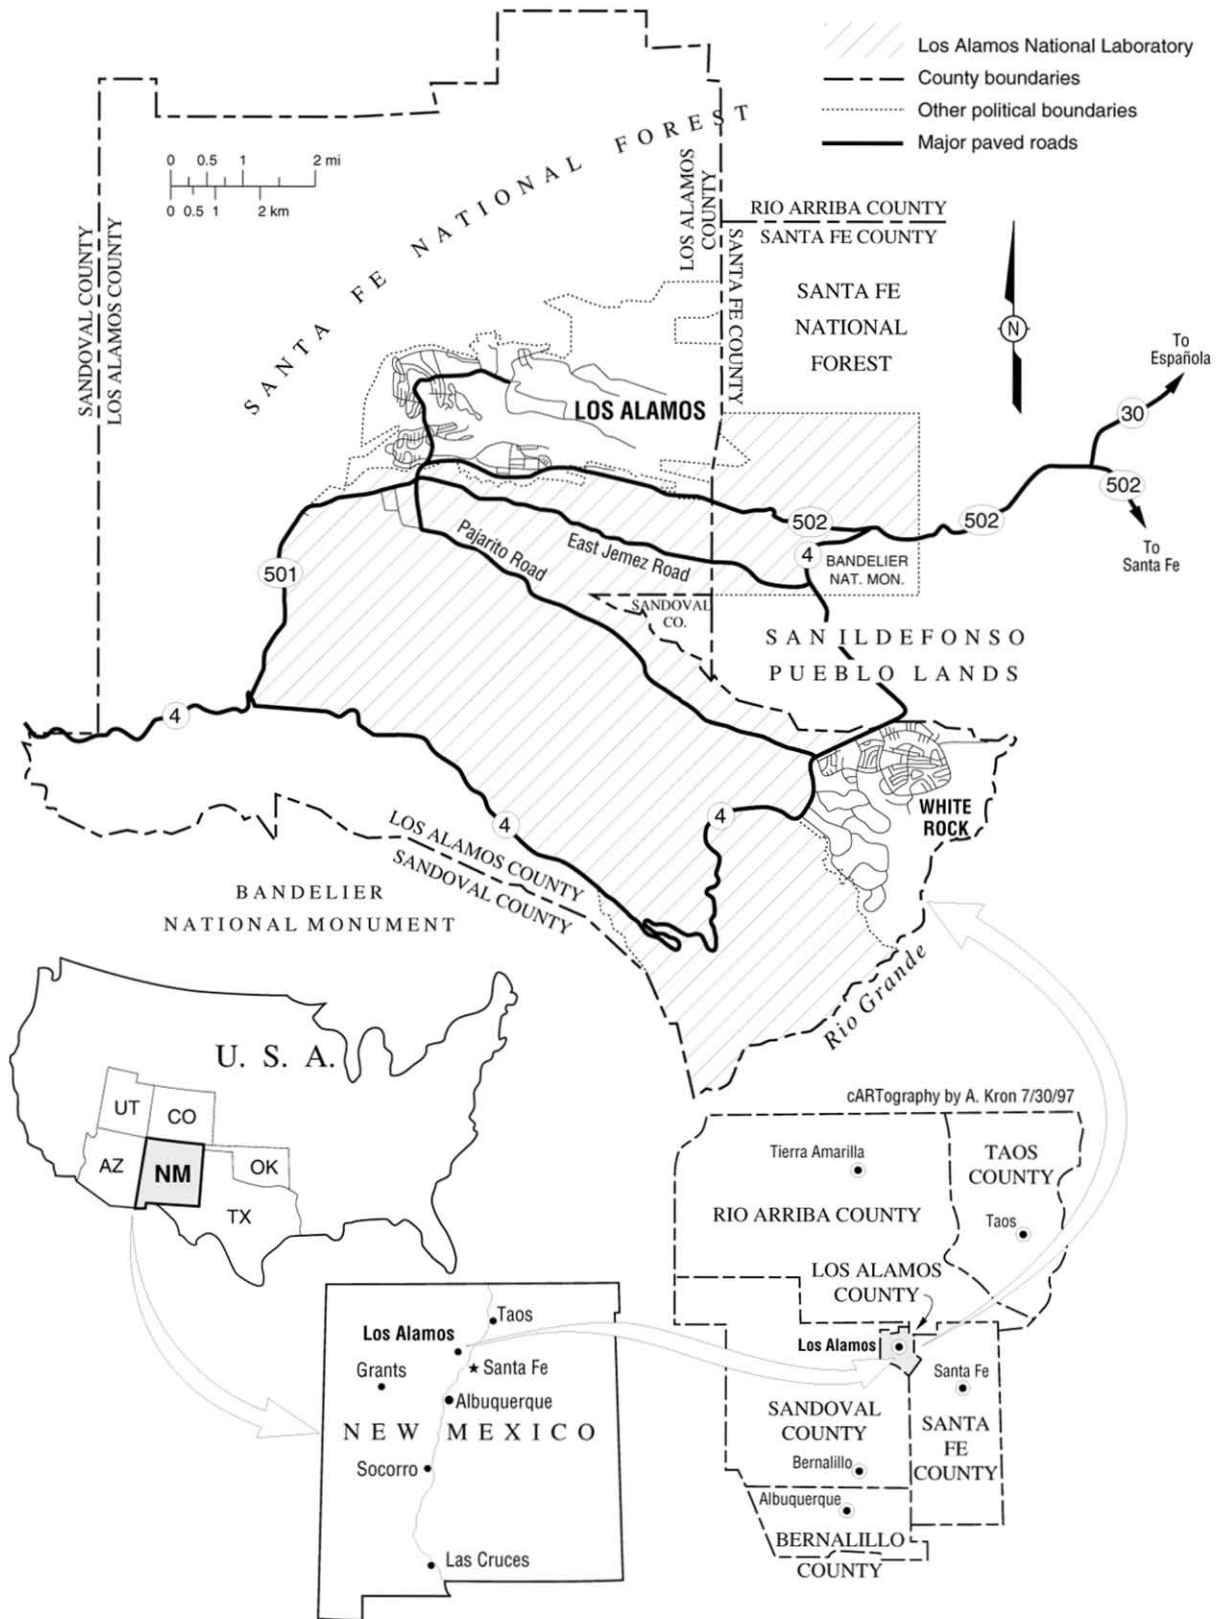 Los Alamos National Laboratory
County boundaries
Other political boundaries
Major paved roads
0 0.5 1 2 mi
0 0.5 1 2 km
SANTA FE NATIONAL FOREST
SANDOVAL COUNTY
LOS ALAMOS COUNTY
LOS ALAMOS
COUNTY
SANTA FE COUNTY
RIO ARRIBA COUNTY
SANTA FE COUNTY
SANTA FE
NATIONAL
FOREST
N
To
Española
30
LOS ALAMOS
502
502
502
To
Santa Fe
Pajarito Road
East Jemez Road
4
BANDELIER
NAT. MON.
501
SANDOVAL
CO.
SAN ILDEFONSO
PUEBLO LANDS
4
4
4
WHITE
ROCK
LOS ALAMOS COUNTY
SANDOVAL COUNTY
BANDELIER
NATIONAL MONUMENT
Rio Grande
U. S. A.
UT
CO
AZ
NM
OK
TX
cARTography by A. Kron 7/30/97
Tierra Amarilla
TAOS
COUNTY
RIO ARRIBA COUNTY
Taos
LOS ALAMOS
COUNTY
Los Alamos
Santa Fe
SANDOVAL
COUNTY
SANTA
FE
COUNTY
Bernalillo
Albuquerque
BERNALILLO
COUNTY
Taos
Los Alamos
Santa Fe
Grants
Albuquerque
NEW MEXICO
Socorro
Las Cruces